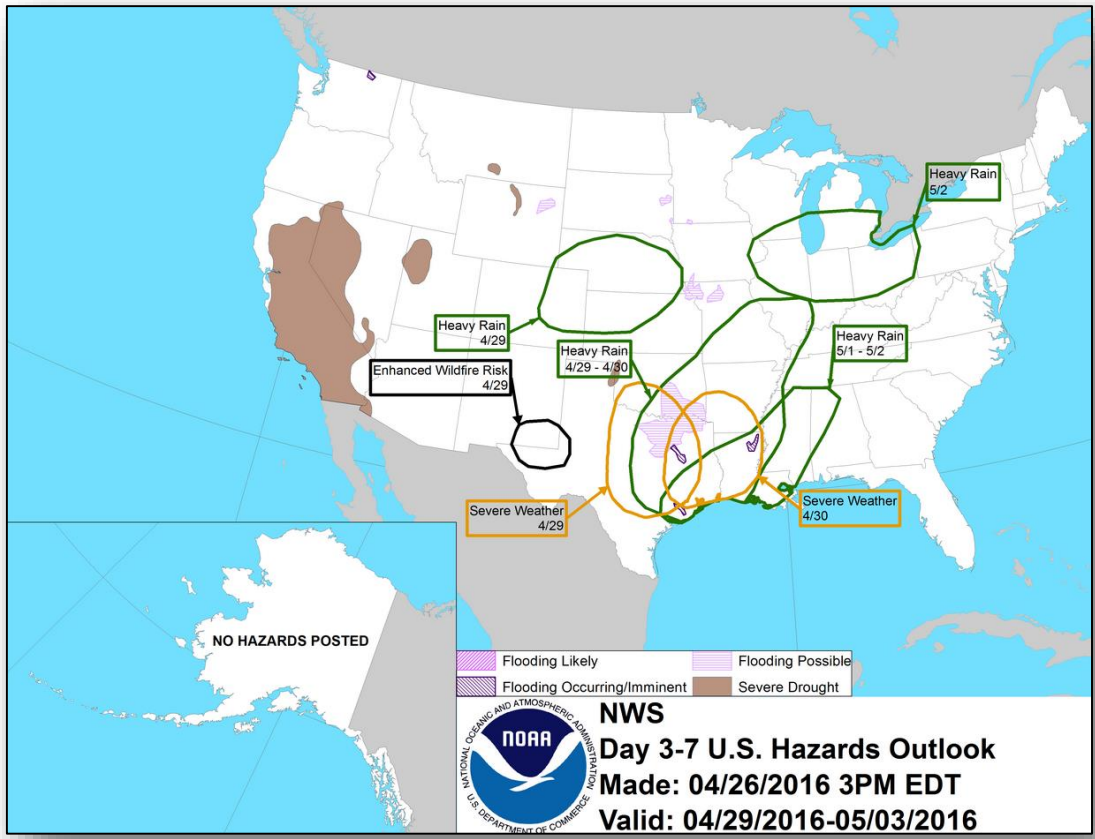 Heavy Rain
5/2
Heavy Rain
4/29
Heavy Rain
4/29 - 4/30
Heavy Rain
5/1 - 5/2
Enhanced Wildfire Risk
4/29
Severe Weather
4/29
Severe Weather
4/30
NO HAZARDS POSTED
Flooding Likely
Flooding Possible
Flooding Occurring/Imminent
Severe Drought
NATIONAL OCEANIC AND ATMOSPHERIC ADMINISTRATION
NOAA
U.S. DEPARTMENT OF COMMERCE
NWS
Day 3-7 U.S. Hazards Outlook
Made: 04/26/2016 3PM EDT
Valid: 04/29/2016-05/03/2016